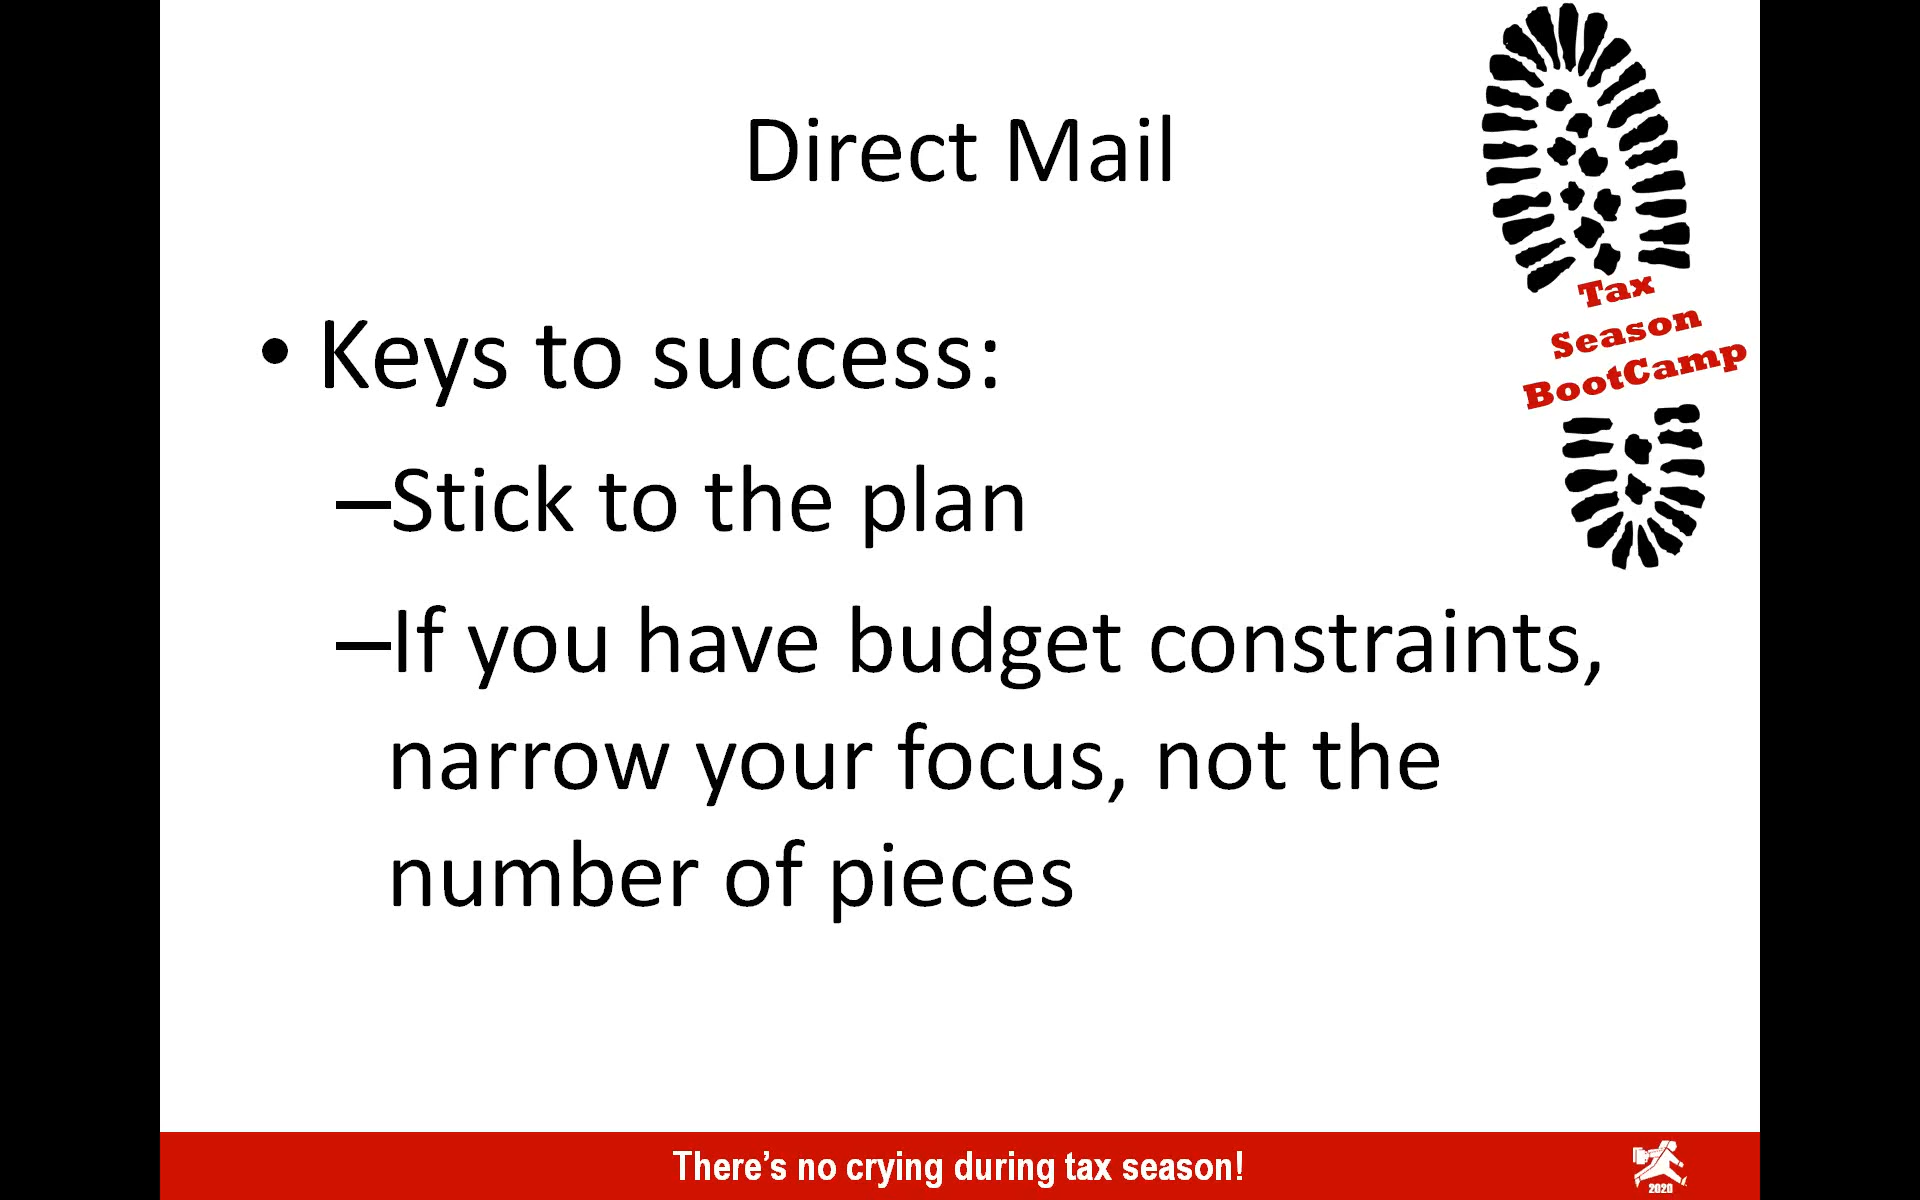 Direct Mail
Tax
Season
BootCamp
• Keys to success:
–Stick to the plan
–If you have budget constraints,
narrow your focus, not the
number of pieces
There’s no crying during tax season!
2020